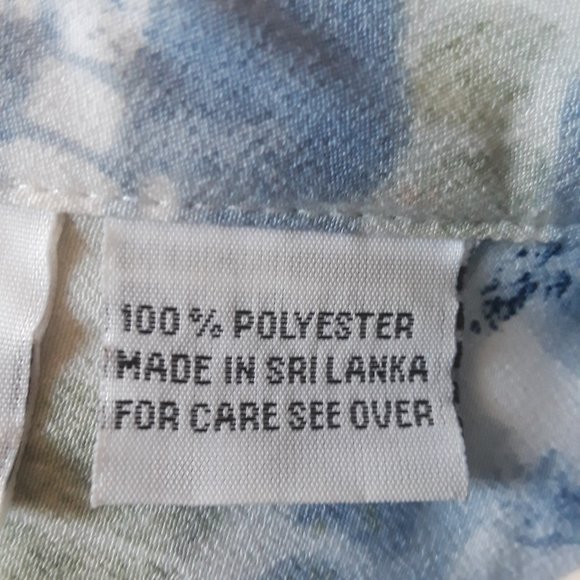 100 % POLYESTER
MADE IN SRI LANKA
FOR CARE SEE OVER